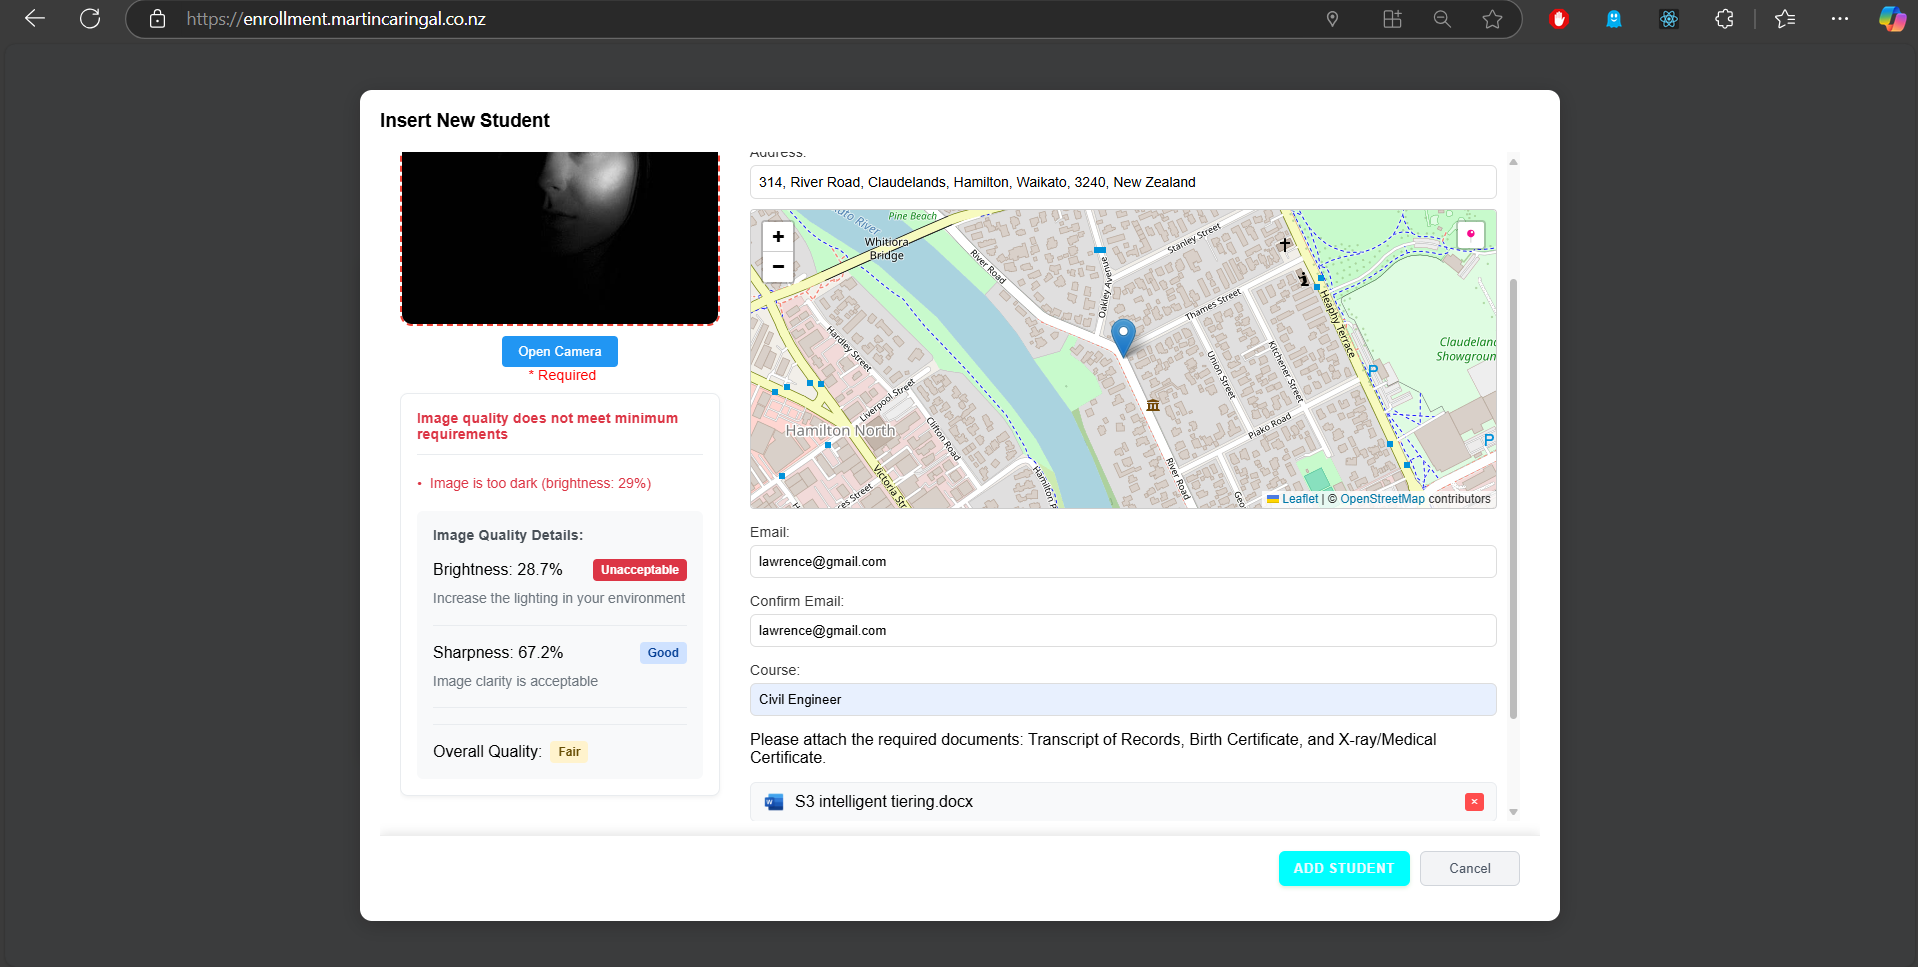 https://enrollment.martincaringal.co.nz
Insert New Student
Open Camera
* Required
Image quality does not meet minimum
requirements
• Image is too dark (brightness: 29%)
Image Quality Details:
Brightness: 28.7%
Unacceptable
Increase the lighting in your environment
Sharpness: 67.2%
Good
Image clarity is acceptable
Overall Quality:
Fair
Address:
314, River Road, Claudelands, Hamilton, Waikato, 3240, New Zealand
+
−
Pine Beach
Whitiora
Bridge
River Road
Oakley Avenue
Stanley Street
Thames Street
Heaphy Terrace
Hardley Street
Liverpool Street
Clifton Road
Hamilton North
Victoria Str
Union Street
Kitchener Street
Piako Road
River Road
Claudeland
Showgroun
P
P
Leaflet | © OpenStreetMap contributors
Email:
lawrence@gmail.com
Confirm Email:
lawrence@gmail.com
Course:
Civil Engineer
Please attach the required documents: Transcript of Records, Birth Certificate, and X-ray/Medical
Certificate.
S3 intelligent tiering.docx
×
ADD STUDENT
Cancel